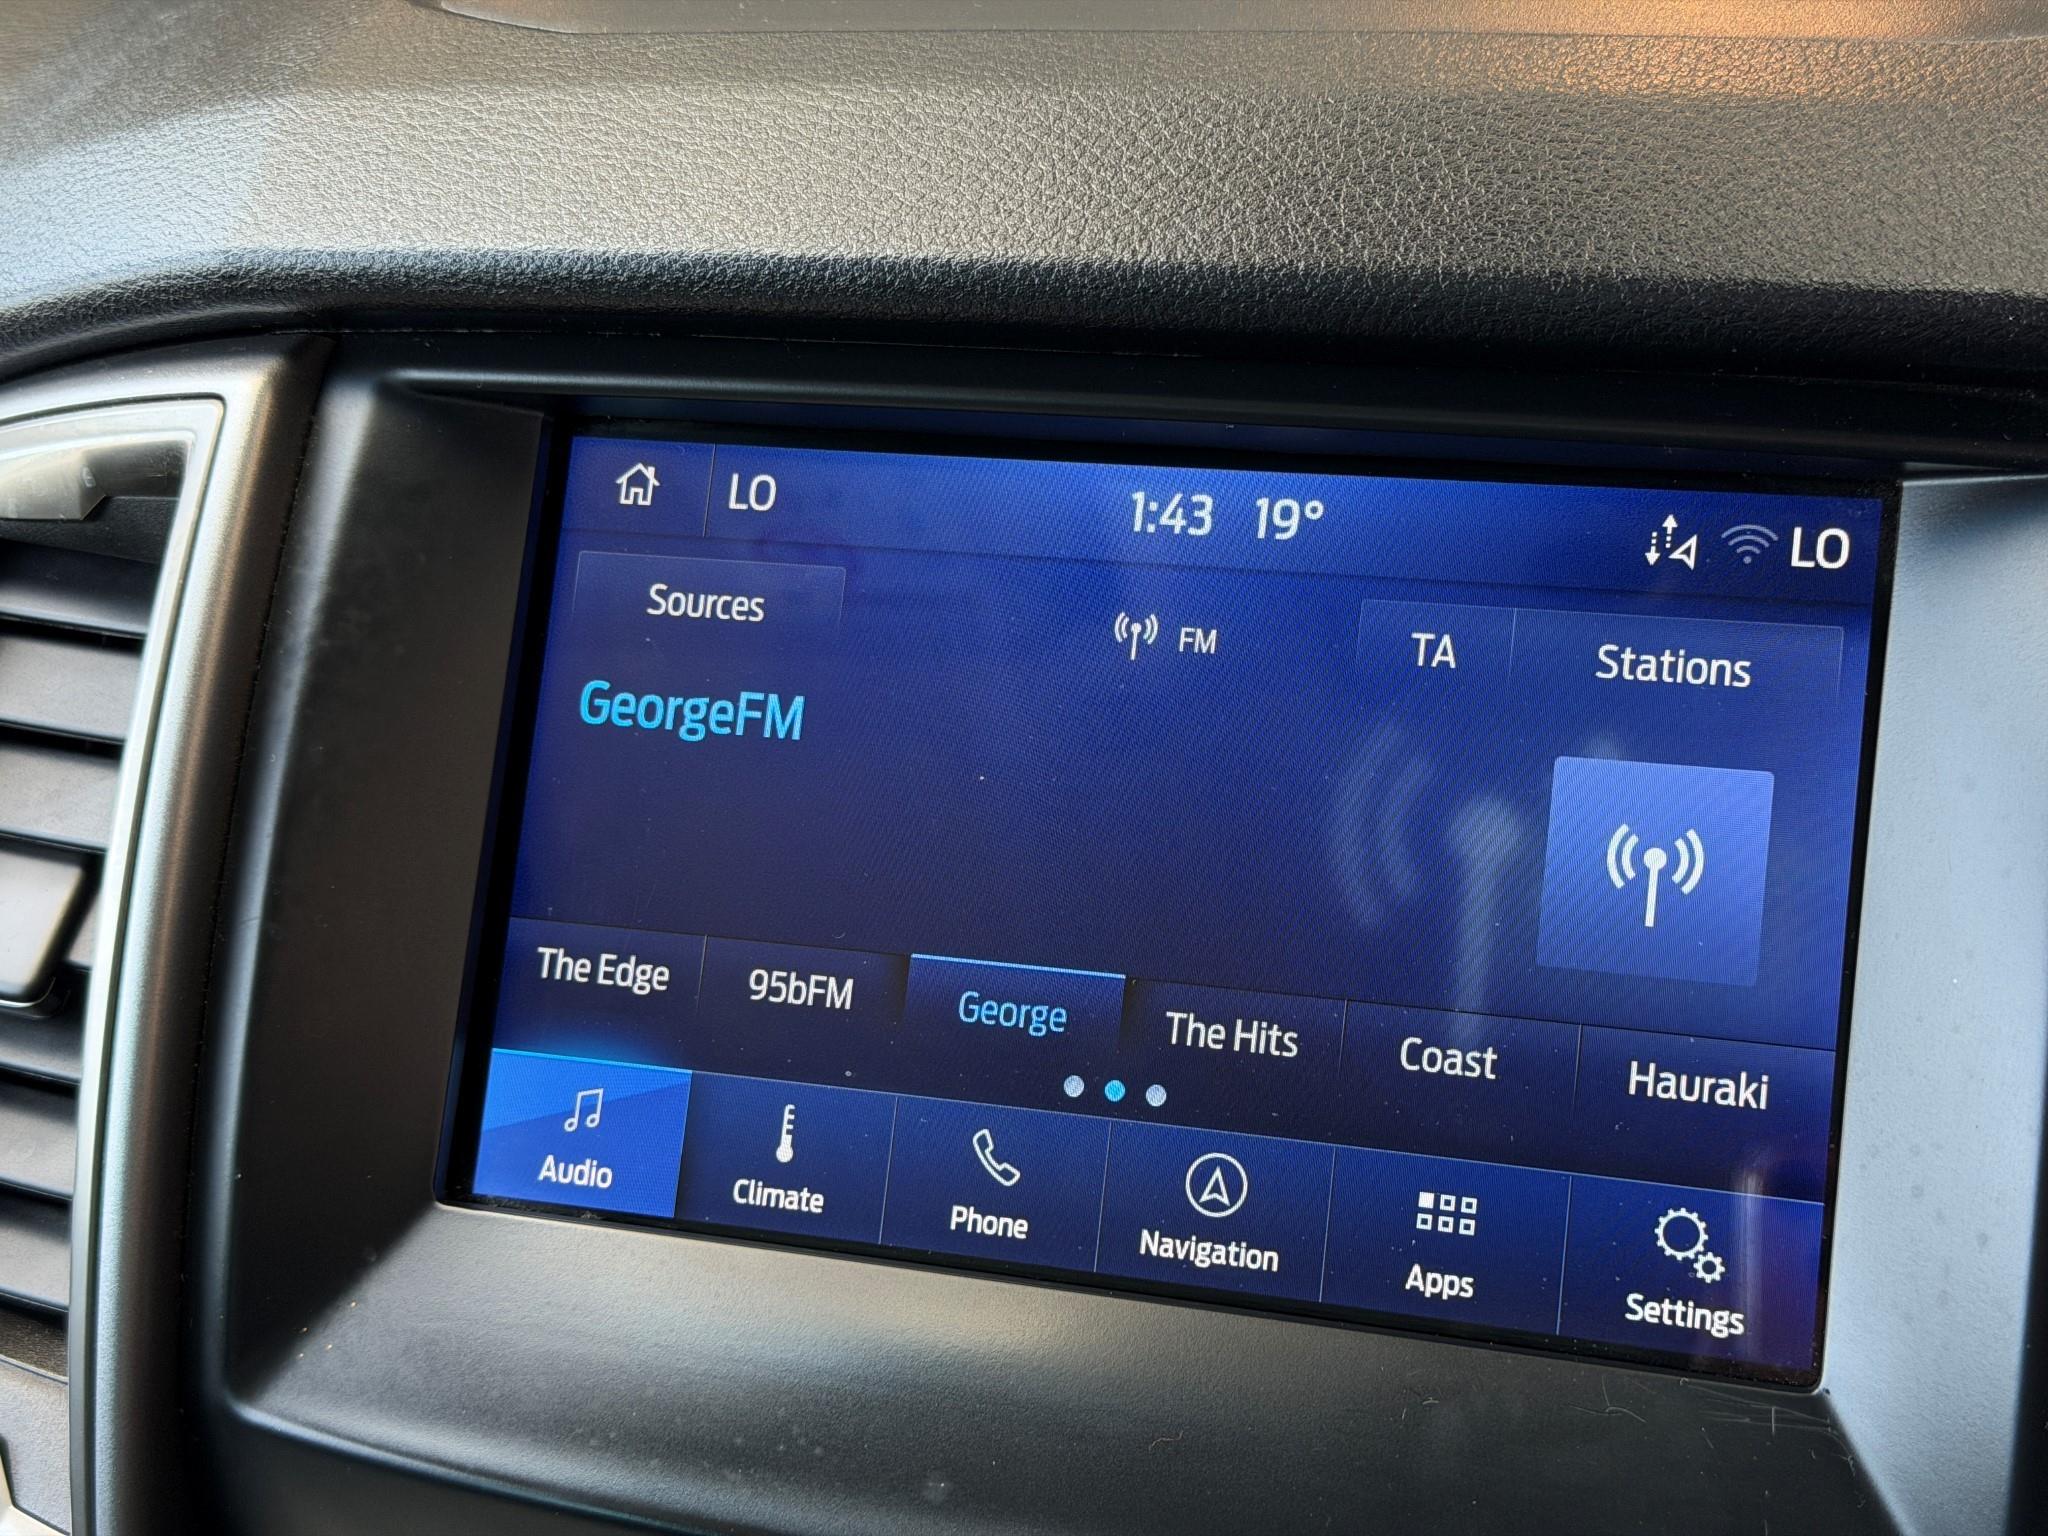 LO 1:43 19° LO
Sources FM TA Stations
GeorgeFM
The Edge 95bFM George The Hits Coast Hauraki
Audio Climate Phone Navigation Apps Settings